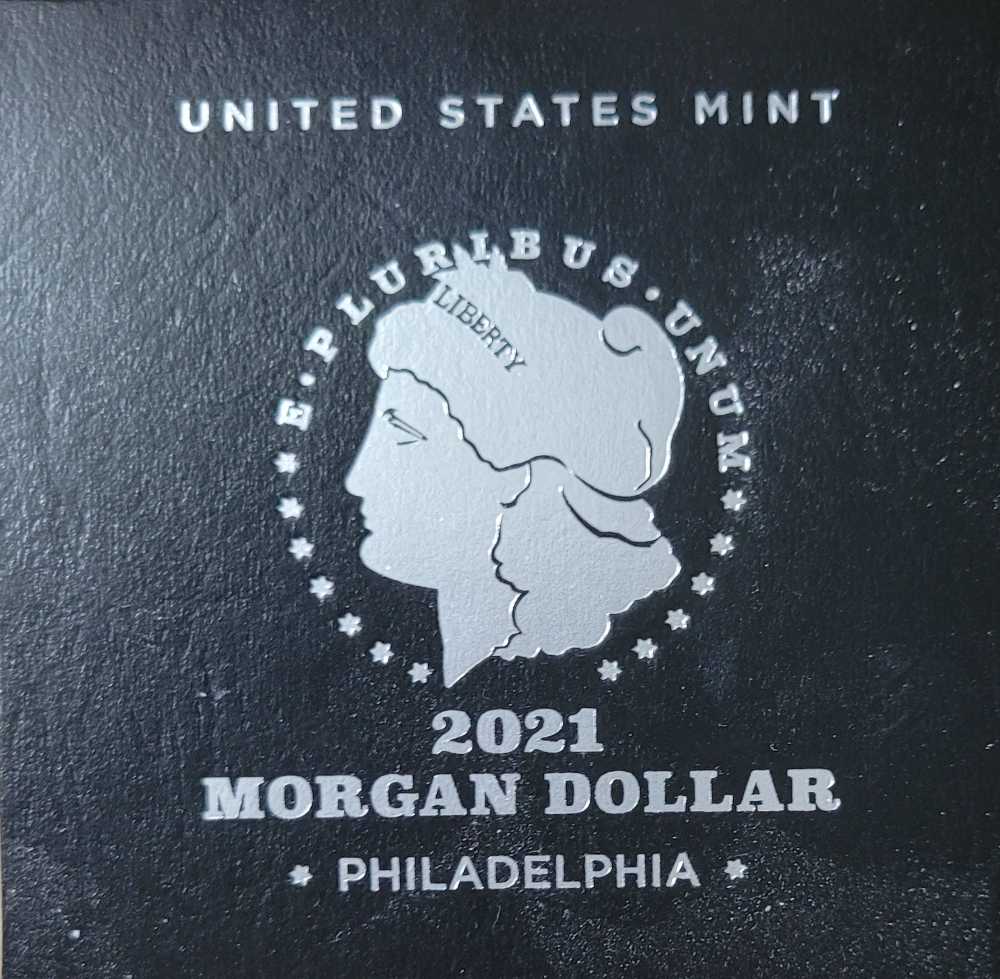 UNITED STATES MINT
E · PLURIBUS · UNUM
LIBERTY
2021
MORGAN DOLLAR
* PHILADELPHIA *